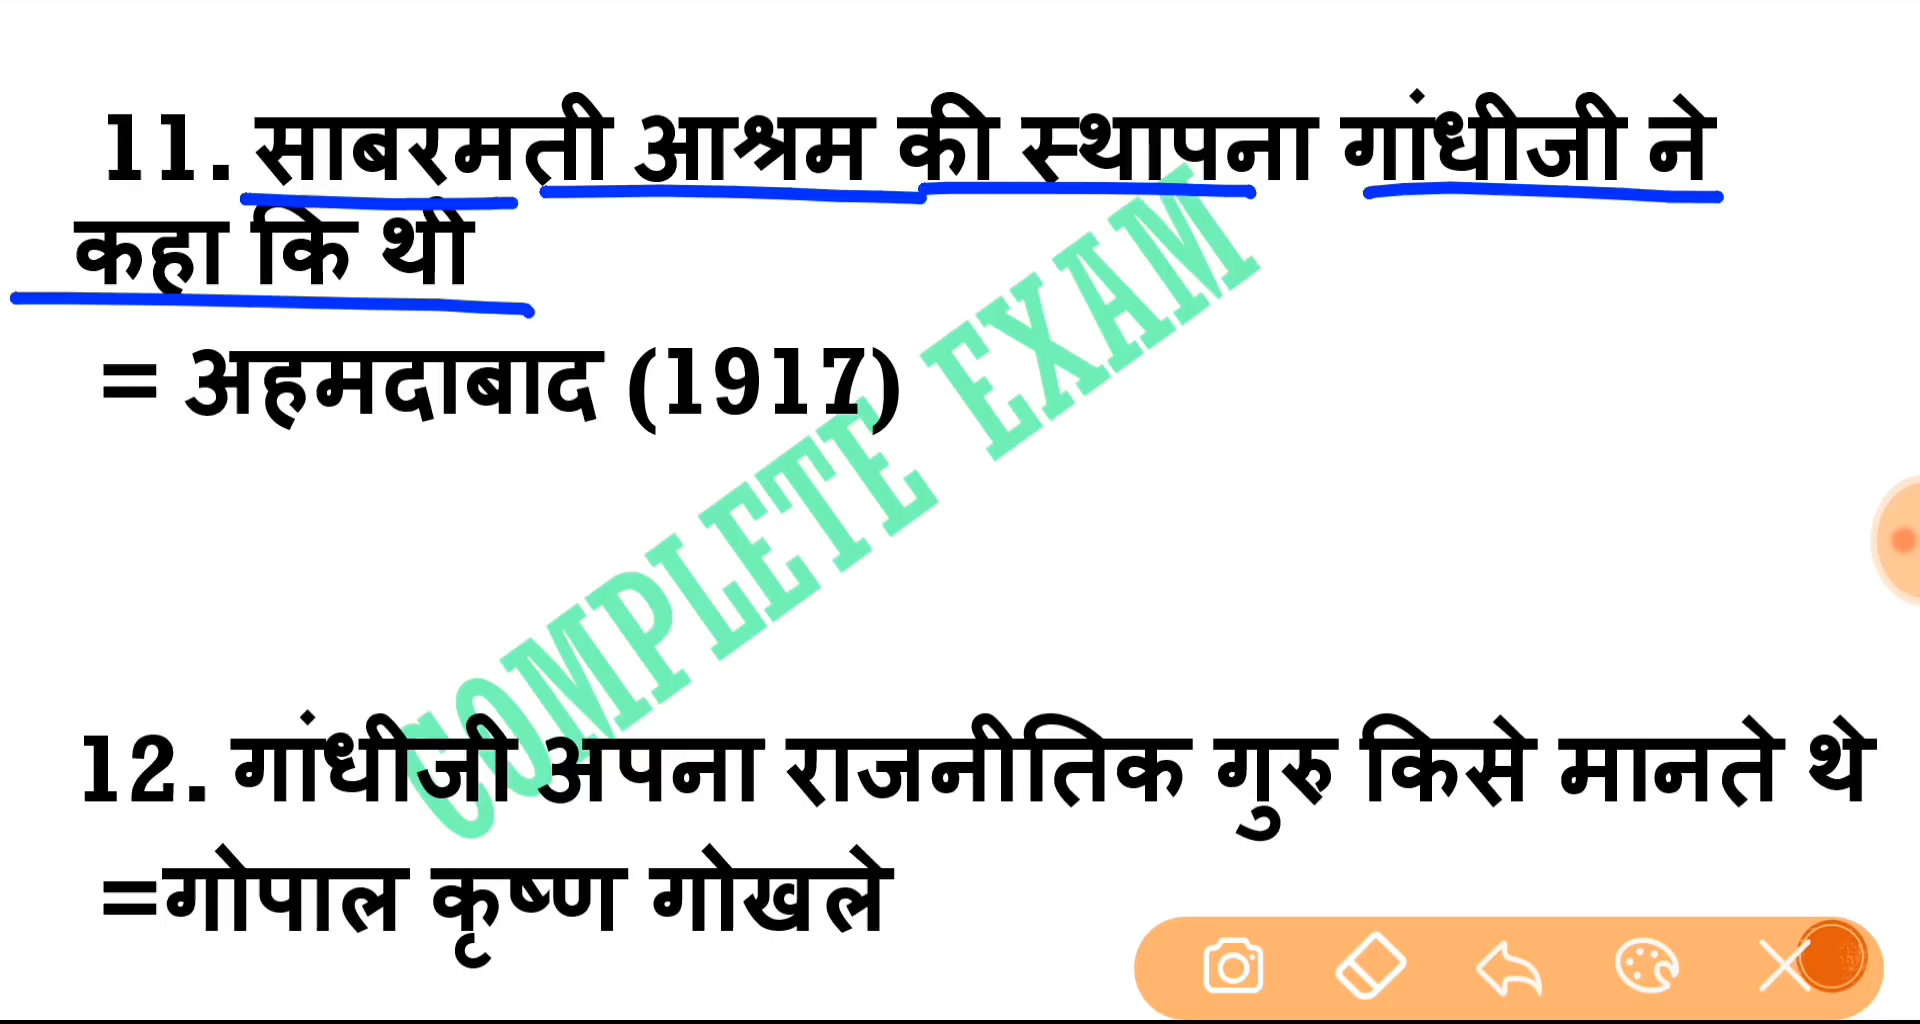 11. साबरमती आश्रम की स्थापना गांधीजी ने
कहा कि थी
= अहमदाबाद (1917)
COMPLETE EXAM
12. गांधीजी अपना राजनीतिक गुरु किसे मानते थे
=गोपाल कृष्ण गोखले